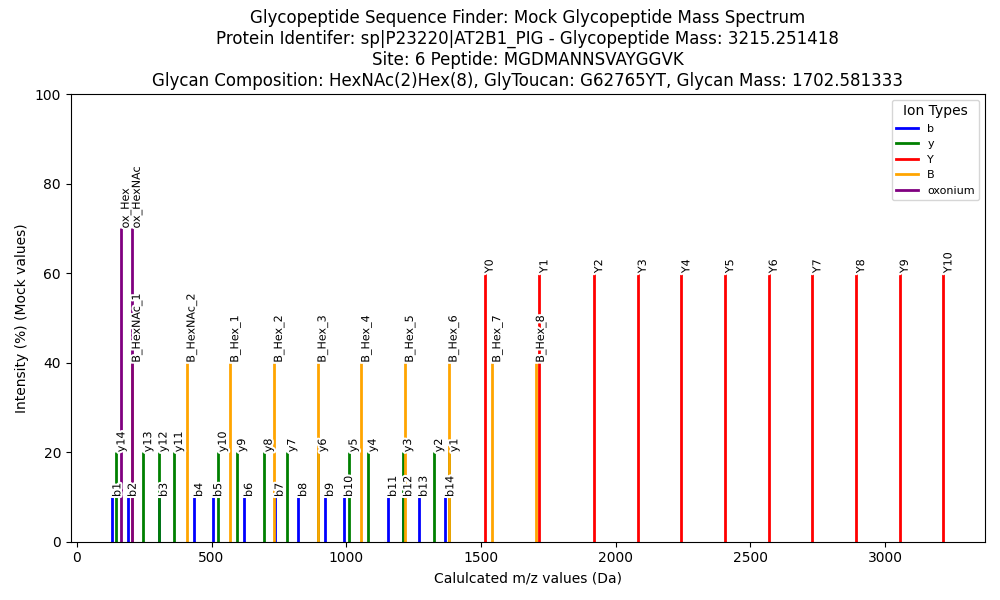 Glycopeptide Sequence Finder: Mock Glycopeptide Mass Spectrum
Protein Identifer: sp|P23220|AT2B1_PIG - Glycopeptide Mass: 3215.251418
Site: 6 Peptide: MGDMANNSVAYGGVK
Glycan Composition: HexNAc(2)Hex(8), GlyToucan: G62765YT, Glycan Mass: 1702.581333
Intensity (%) (Mock values)
100
80
60
40
20
0
Ion Types
b
y
Y
B
oxonium
ox_Hex
ox_HexNAc
Y0
Y1
Y2
Y3
Y4
Y5
Y6
Y7
Y8
Y9
Y10
B_HexNAc_1
B_HexNAc_2
B_Hex_1
B_Hex_2
B_Hex_3
B_Hex_4
B_Hex_5
B_Hex_6
B_Hex_7
B_Hex_8
y14
y13
y12
y11
y10
y9
y8
y7
y6
y5
y4
y3
y2
y1
b1
b2
b3
b4
b5
b6
b7
b8
b9
b10
b11
b12
b13
b14
0
500
1000
1500
2000
2500
3000
Calulcated m/z values (Da)